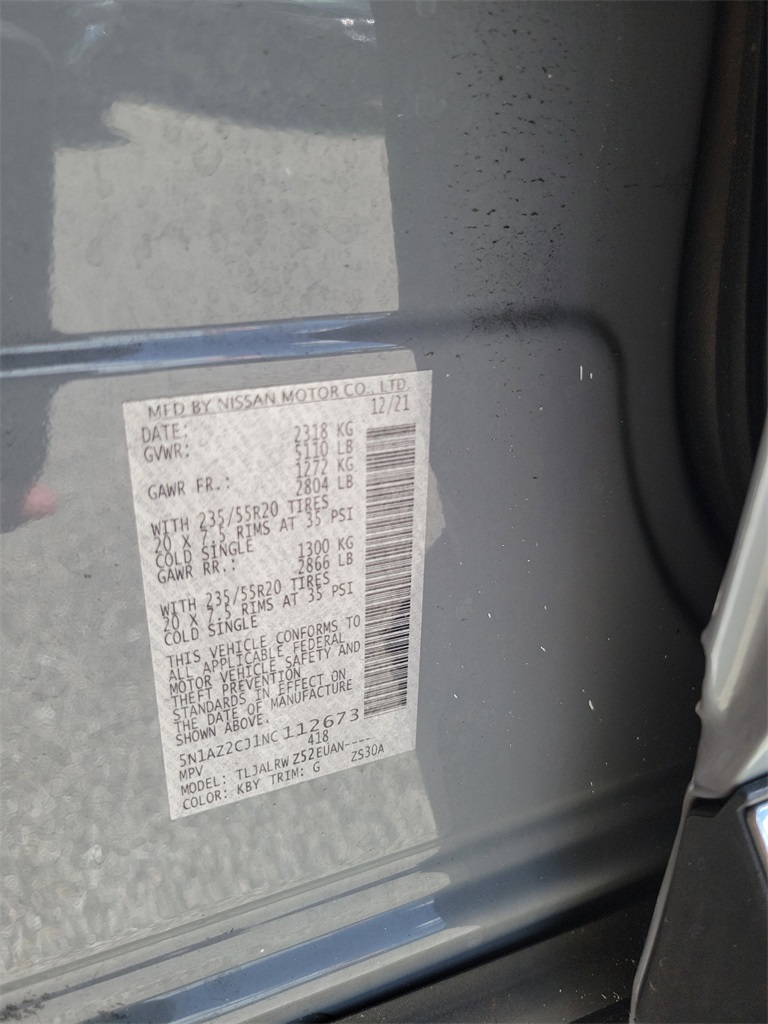 MFD BY NISSAN MOTOR CO., LTD.
DATE: 12/21
GVWR: 2318 KG
5110 LB
GAWR FR.: 1272 KG
2804 LB
WITH 235/55R20 TIRES
20 X 7.5 RIMS AT 35 PSI
COLD SINGLE
GAWR RR.: 1300 KG
2866 LB
WITH 235/55R20 TIRES
20 X 7.5 RIMS AT 35 PSI
COLD SINGLE
THIS VEHICLE CONFORMS TO
ALL APPLICABLE FEDERAL
MOTOR VEHICLE SAFETY AND
THEFT PREVENTION
STANDARDS IN EFFECT ON
THE DATE OF MANUFACTURE
SHOWN ABOVE.
5N1AZ2CJ1NC112673
MPV 418
MODEL: TLJALRWZ52EUAN----
COLOR: KBY TRIM: G ZS30A